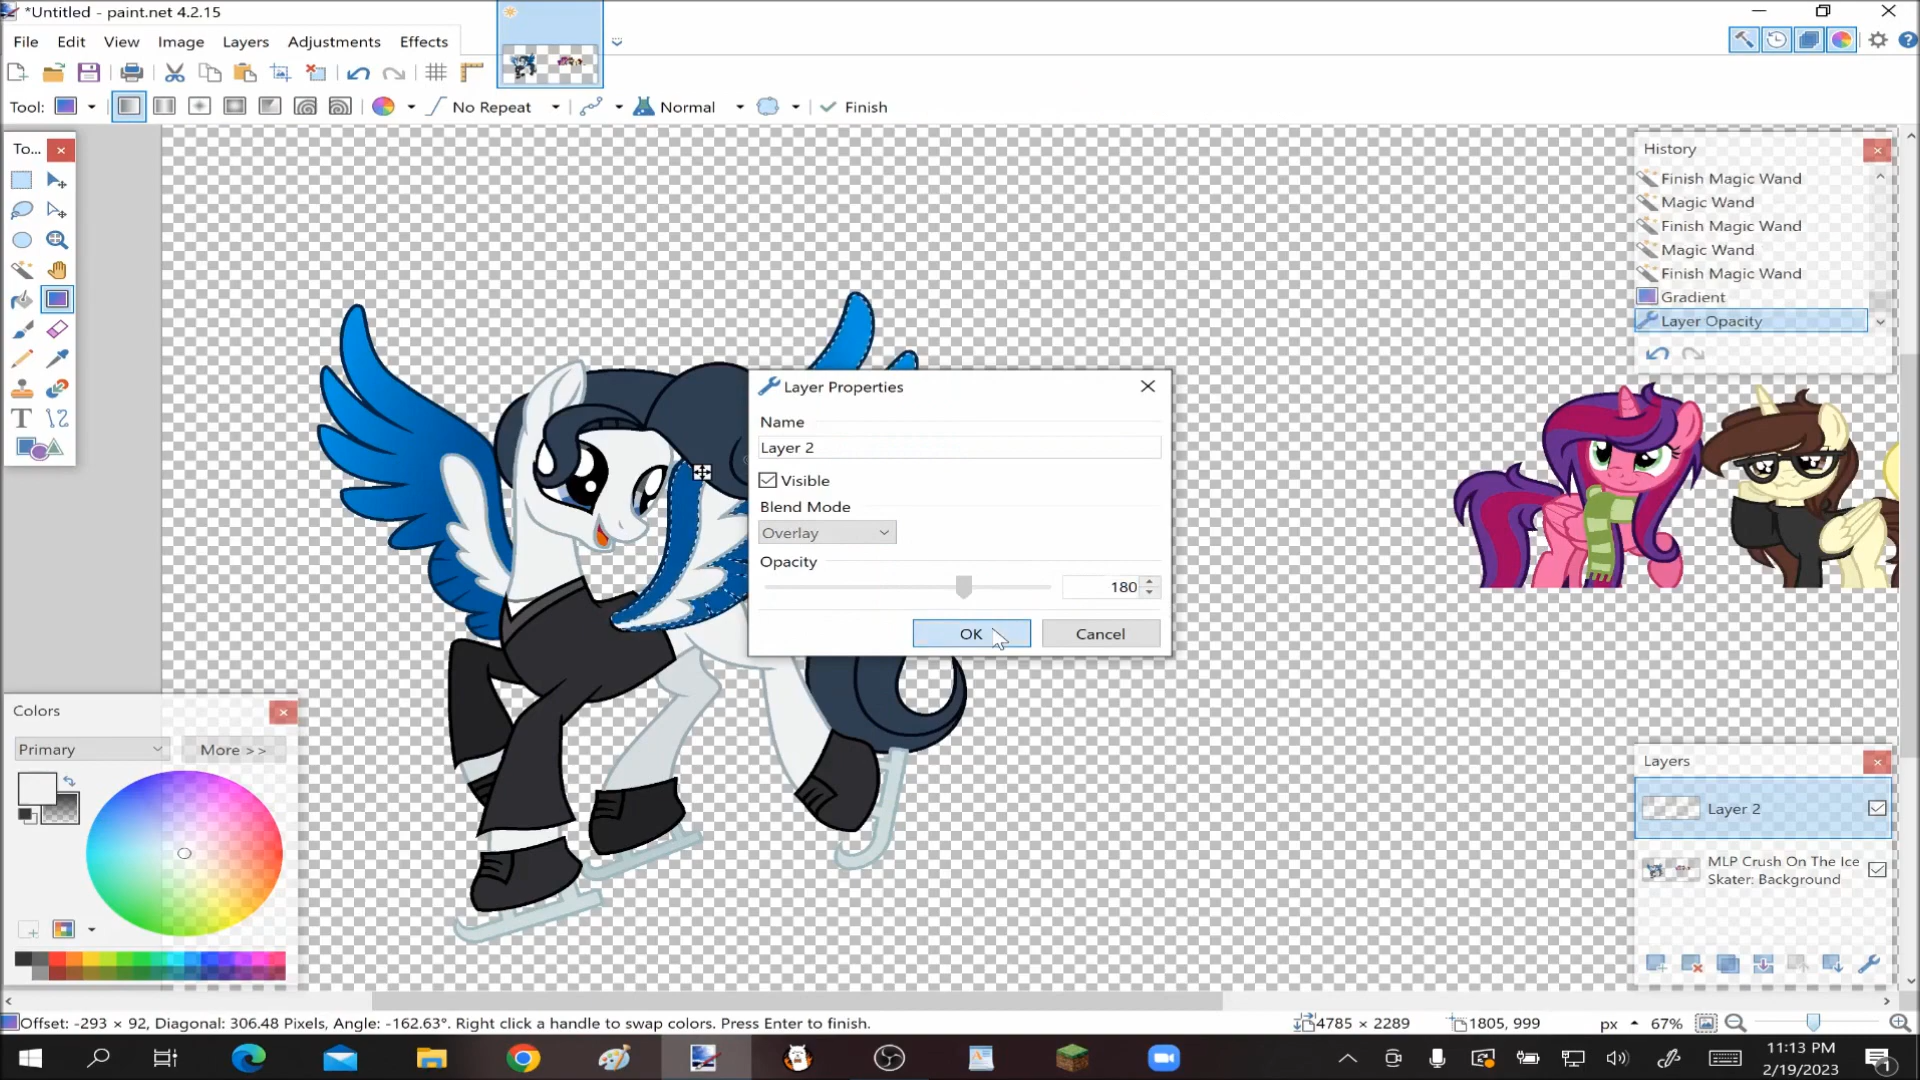 *Untitled - paint.net 4.2.15
File Edit View Image Layers Adjustments Effects
Tool: No Repeat Normal Finish
To...
History
Finish Magic Wand
Magic Wand
Finish Magic Wand
Magic Wand
Finish Magic Wand
Gradient
Layer Opacity
Layer Properties
Name
Layer 2
Visible
Blend Mode
Overlay
Opacity
180
OK Cancel
Colors
Primary More >>
Layers
Layer 2
MLP Crush On The Ice
Skater: Background
Offset: -293 × 92, Diagonal: 306.48 Pixels, Angle: -162.63°. Right click a handle to swap colors. Press Enter to finish. 4785 × 2289 1805, 999 px 67%
11:13 PM
2/19/2023
1